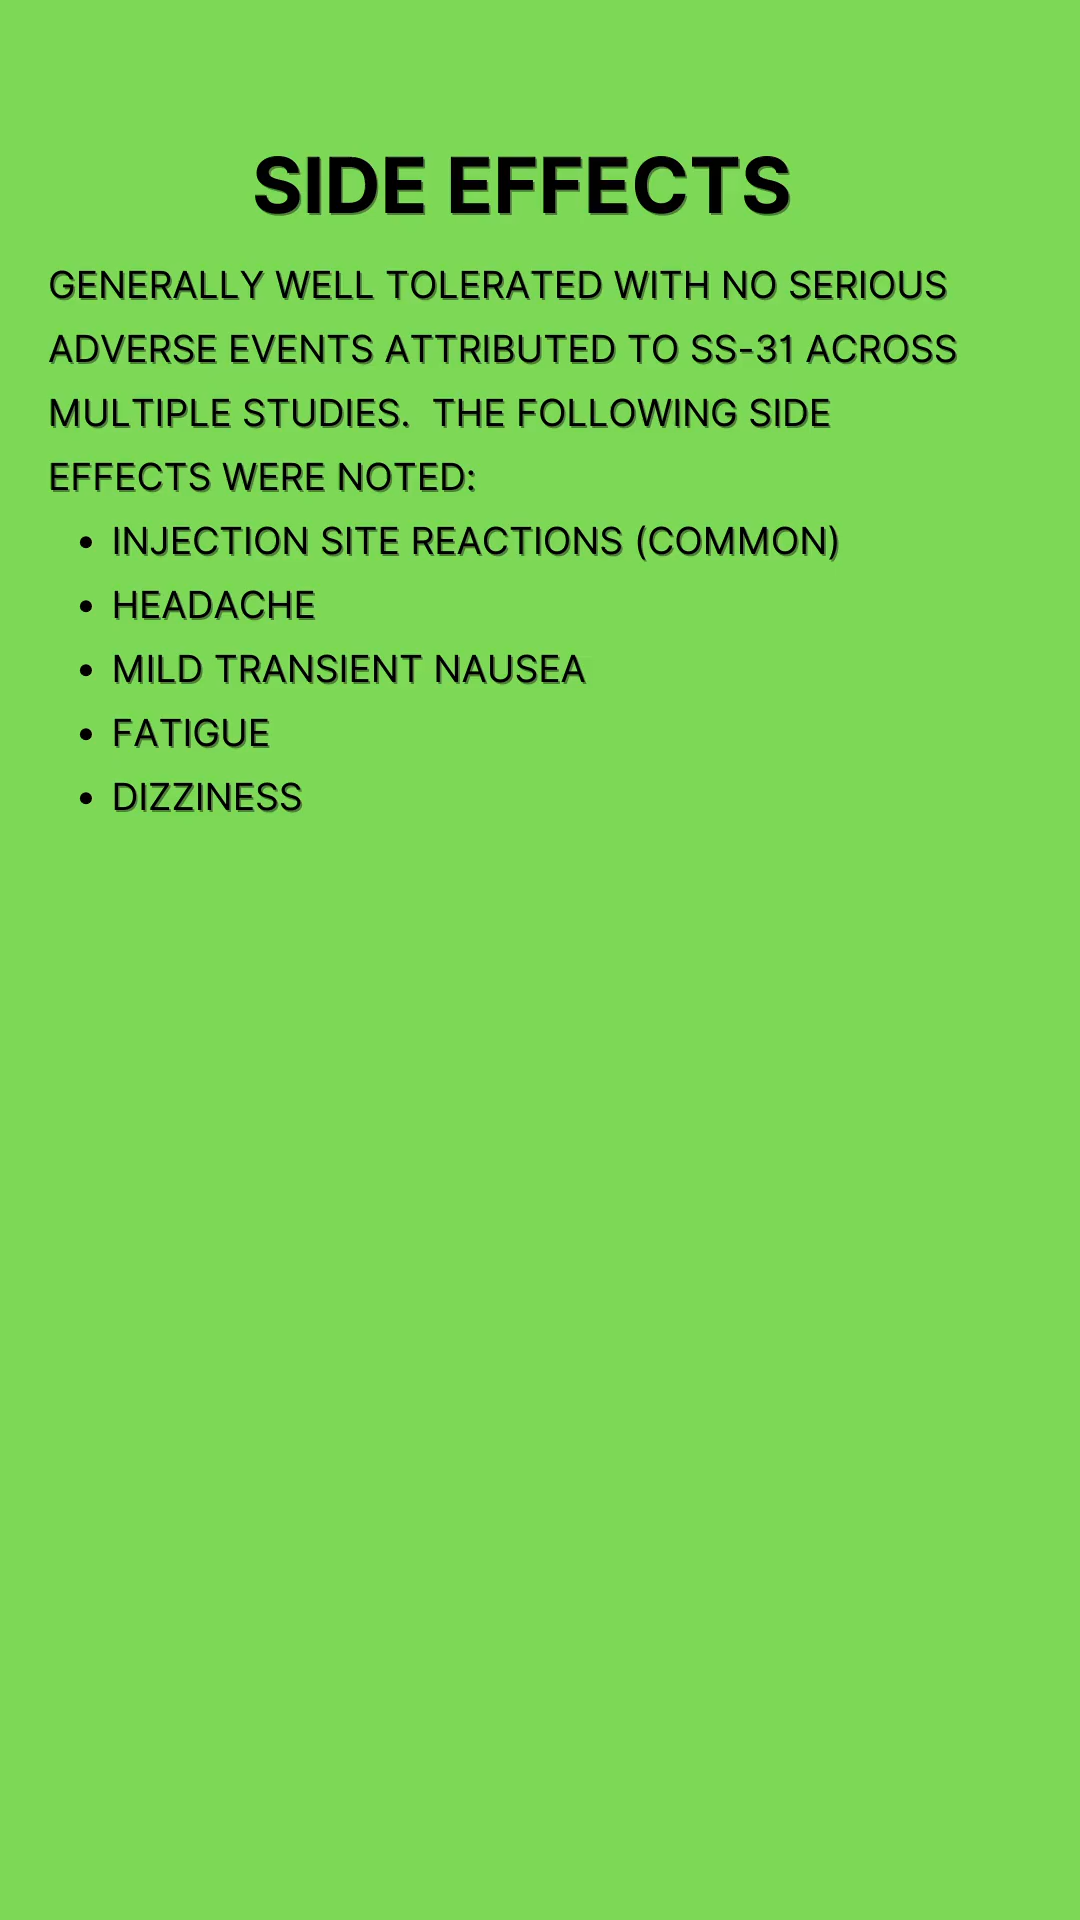 SIDE EFFECTS
GENERALLY WELL TOLERATED WITH NO SERIOUS
ADVERSE EVENTS ATTRIBUTED TO SS-31 ACROSS
MULTIPLE STUDIES.  THE FOLLOWING SIDE
EFFECTS WERE NOTED:
• INJECTION SITE REACTIONS (COMMON)
• HEADACHE
• MILD TRANSIENT NAUSEA
• FATIGUE
• DIZZINESS